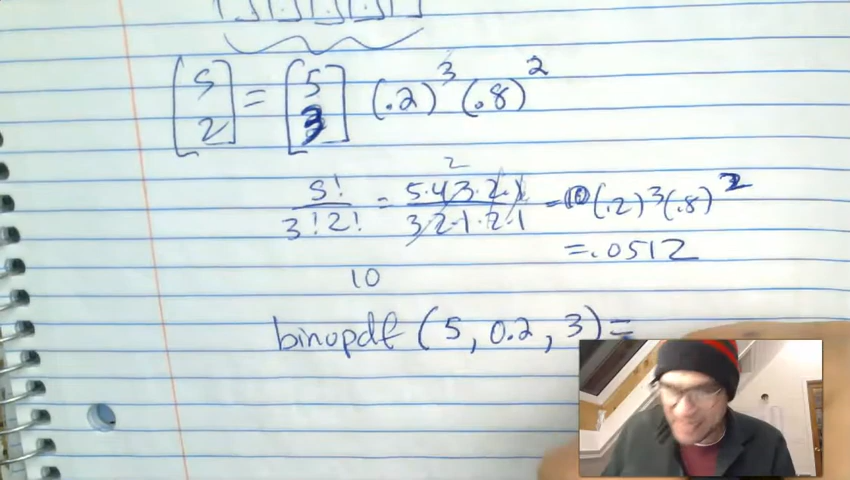 [5 2] = [5 3] (.2)^3 (.8)^2
5!/3!2! = 5·4·3·2·1/3·2·1·2·1 = 10 (.2)^3 (.8)^2
2
= .0512
10
binopdf (5, 0.2, 3) =